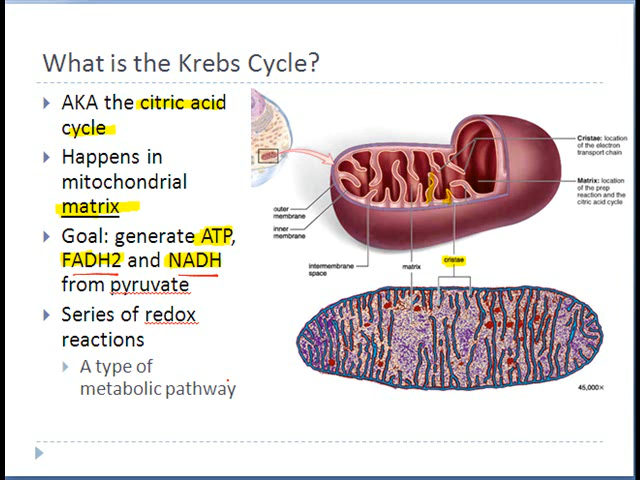 What is the Krebs Cycle?
AKA the citric acid
cycle
Happens in
mitochondrial
matrix
Goal: generate ATP,
FADH2 and NADH
from pyruvate
Series of redox
reactions
A type of
metabolic pathway
Cristae: location
of the electron
transport chain
Matrix: location
of the prep
reaction and the
citric acid cycle
outer
membrane
inner
membrane
intermembrane
space
matrix
cristae
45,000X